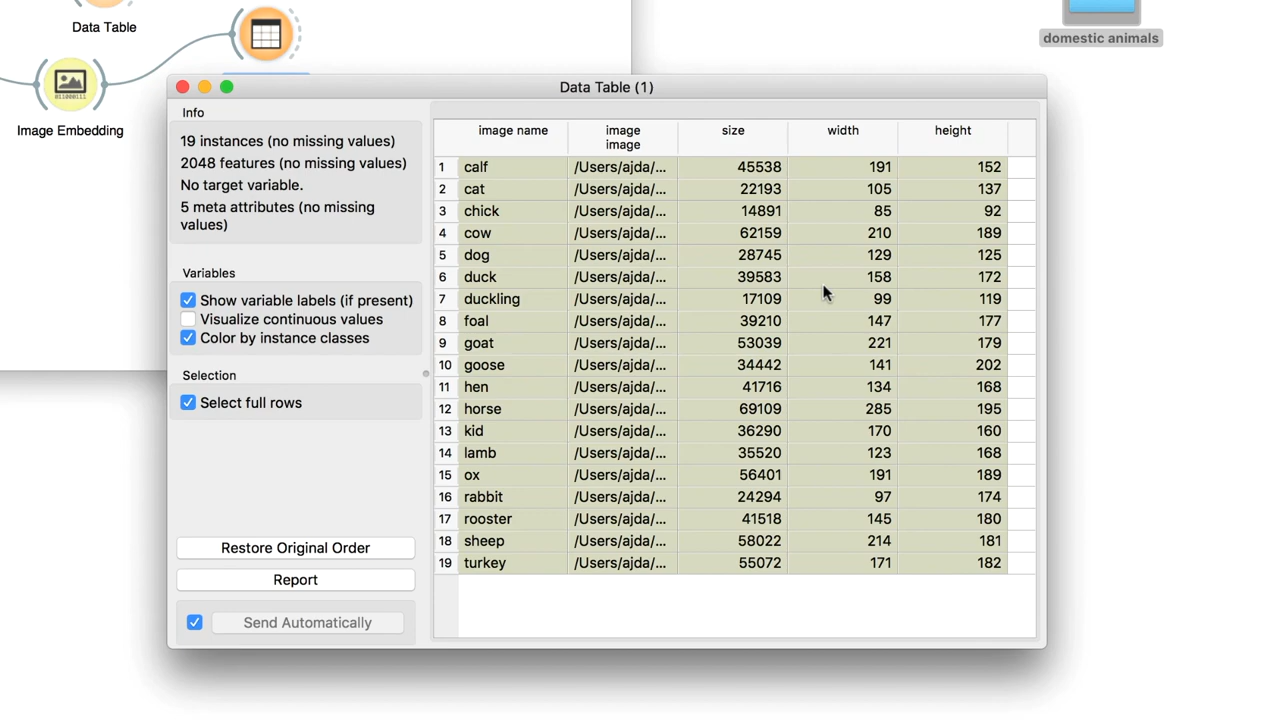 domestic animals
Data Table
Image Embedding
Data Table (1)
Info
19 instances (no missing values)
2048 features (no missing values)
No target variable.
5 meta attributes (no missing
values)
Variables
Show variable labels (if present)
Visualize continuous values
Color by instance classes
Selection
Select full rows
Restore Original Order
Report
Send Automatically
image name image size width height
image
1 calf /Users/ajda/... 45538 191 152
2 cat /Users/ajda/... 22193 105 137
3 chick /Users/ajda/... 14891 85 92
4 cow /Users/ajda/... 62159 210 189
5 dog /Users/ajda/... 28745 129 125
6 duck /Users/ajda/... 39583 158 172
7 duckling /Users/ajda/... 17109 99 119
8 foal /Users/ajda/... 39210 147 177
9 goat /Users/ajda/... 53039 221 179
10 goose /Users/ajda/... 34442 141 202
11 hen /Users/ajda/... 41716 134 168
12 horse /Users/ajda/... 69109 285 195
13 kid /Users/ajda/... 36290 170 160
14 lamb /Users/ajda/... 35520 123 168
15 ox /Users/ajda/... 56401 191 189
16 rabbit /Users/ajda/... 24294 97 174
17 rooster /Users/ajda/... 41518 145 180
18 sheep /Users/ajda/... 58022 214 181
19 turkey /Users/ajda/... 55072 171 182